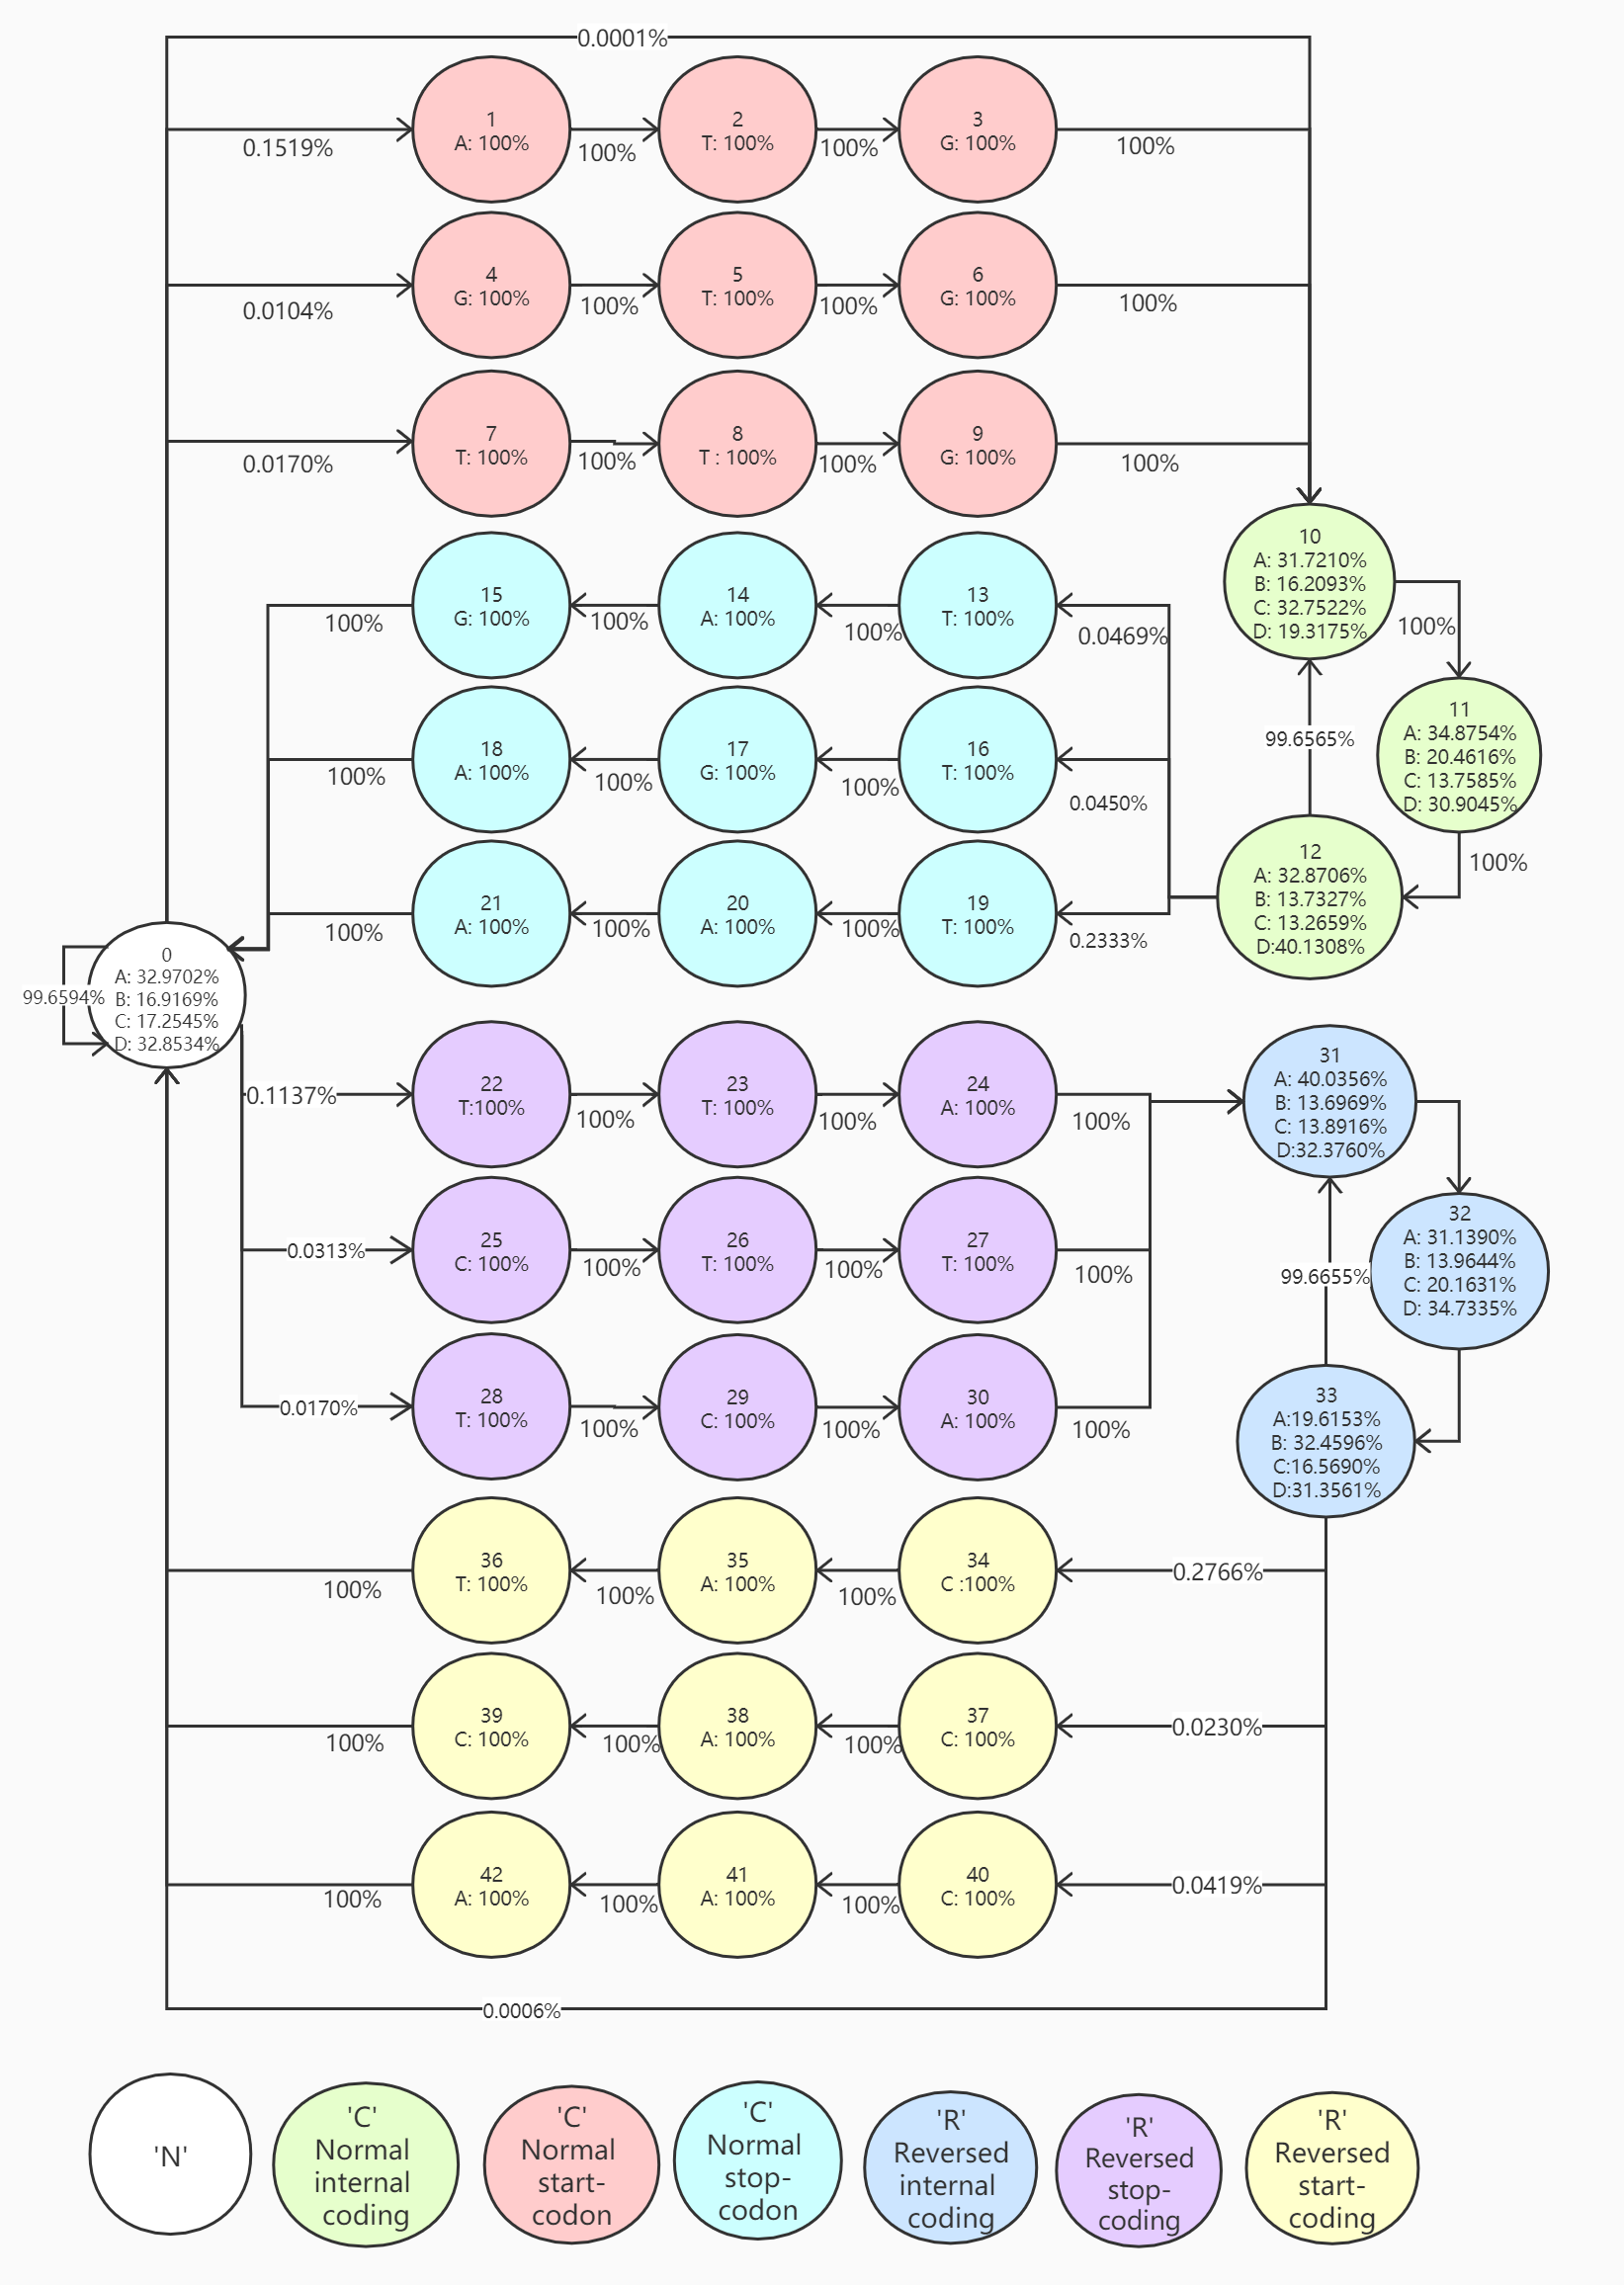 0.0001%
1
A: 100%
2
T: 100%
3
G: 100%
0.1519%
100%
100%
100%
4
G: 100%
5
T: 100%
6
G: 100%
0.0104%
100%
100%
100%
7
T: 100%
8
T : 100%
9
G: 100%
0.0170%
100%
100%
100%
10
A: 31.7210%
B: 16.2093%
C: 32.7522%
D: 19.3175%
100%
15
G: 100%
14
A: 100%
13
T: 100%
100%
100%
100%
0.0469%
11
A: 34.8754%
B: 20.4616%
C: 13.7585%
D: 30.9045%
99.6565%
18
A: 100%
17
G: 100%
16
T: 100%
100%
100%
100%
0.0450%
100%
12
A: 32.8706%
B: 13.7327%
C: 13.2659%
D:40.1308%
21
A: 100%
20
A: 100%
19
T: 100%
100%
100%
100%
0.2333%
0
A: 32.9702%
B: 16.9169%
C: 17.2545%
D: 32.8534%
99.6594%
22
T:100%
23
T: 100%
24
A: 100%
0.1137%
100%
100%
100%
31
A: 40.0356%
B: 13.6969%
C: 13.8916%
D:32.3760%
25
C: 100%
26
T: 100%
27
T: 100%
0.0313%
100%
100%
100%
99.6655%
32
A: 31.1390%
B: 13.9644%
C: 20.1631%
D: 34.7335%
28
T: 100%
29
C: 100%
30
A: 100%
0.0170%
100%
100%
100%
33
A:19.6153%
B: 32.4596%
C:16.5690%
D:31.3561%
36
T: 100%
35
A: 100%
34
C :100%
100%
100%
100%
0.2766%
39
C: 100%
38
A: 100%
37
C: 100%
100%
100%
100%
0.0230%
42
A: 100%
41
A: 100%
40
C: 100%
100%
100%
100%
0.0419%
0.0006%
'N'
'C'
Normal
internal
coding
'C'
Normal
start-
codon
'C'
Normal
stop-
codon
'R'
Reversed
internal
coding
'R'
Reversed
stop-
coding
'R'
Reversed
start-
coding